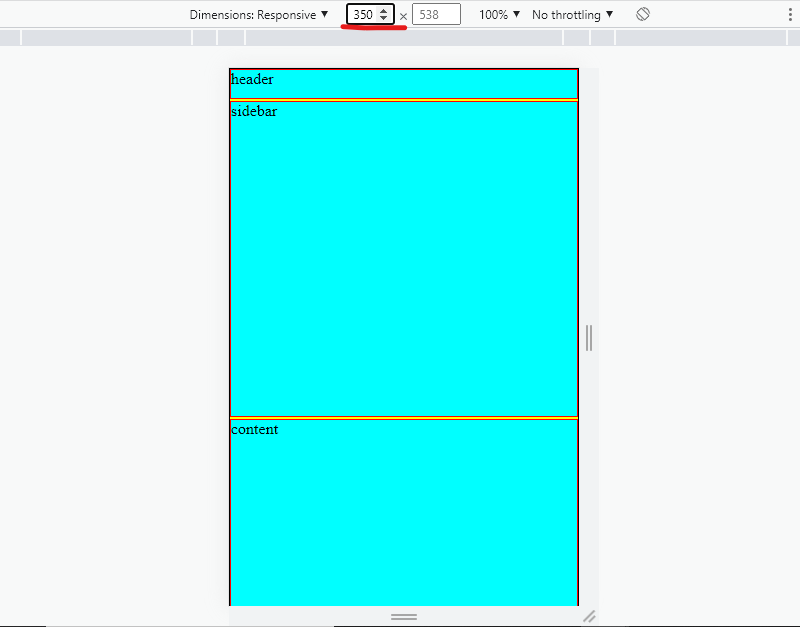 Dimensions: Responsive ▼ 350 × 538 100% ▼ No throttling ▼
header
sidebar
content